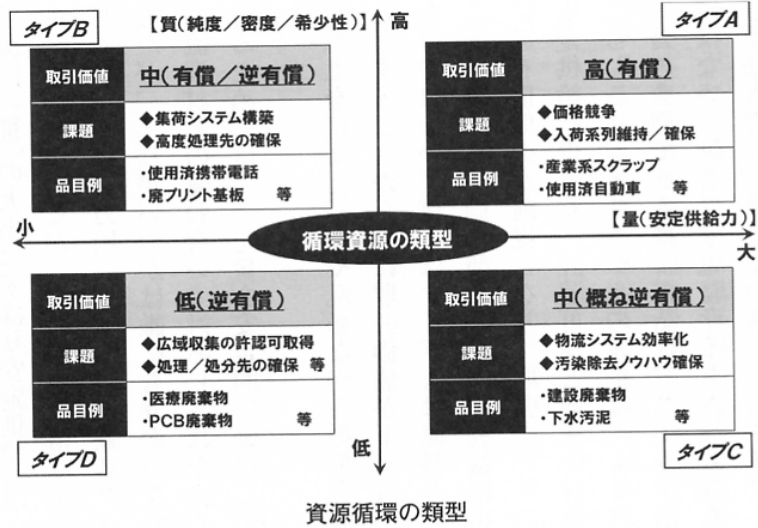 タイプB
【質(純度／密度／希少性)】
高
タイプA
取引価値
中(有償／逆有償)
課題
◆集荷システム構築
◆高度処理先の確保
品目例
・使用済携帯電話
・廃プリント基板　等
取引価値
高(有償)
課題
◆価格競争
◆入荷系列維持／確保
品目例
・産業系スクラップ
・使用済自動車　等
小
循環資源の類型
【量(安定供給力)】
大
取引価値
低(逆有償)
課題
◆広域収集の許認可取得
◆処理／処分先の確保 等
品目例
・医療廃棄物
・PCB廃棄物　等
取引価値
中(概ね逆有償)
課題
◆物流システム効率化
◆汚染除去ノウハウ確保
品目例
・建設廃棄物
・下水汚泥　等
タイプD
低
タイプC
資源循環の類型